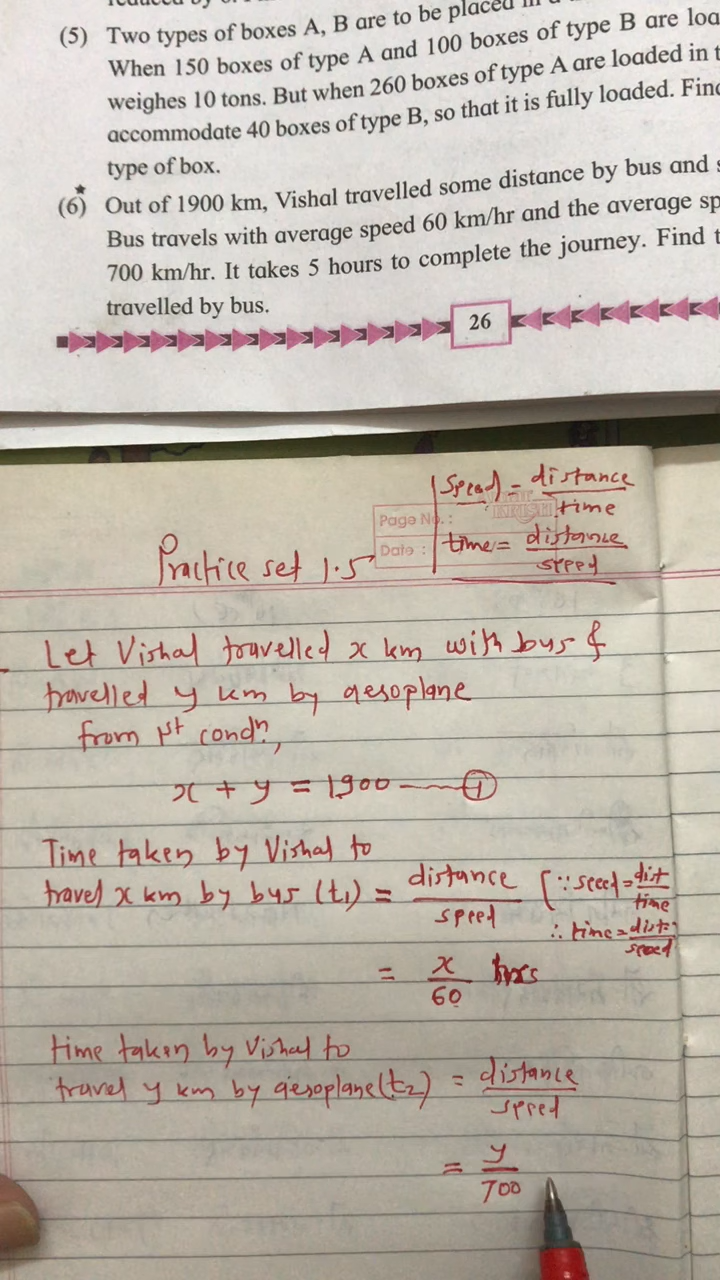 (5) Two types of boxes A, B are to be placed in a
When 150 boxes of type A and 100 boxes of type B are loa
weighes 10 tons. But when 260 boxes of type A are loaded in t
accommodate 40 boxes of type B, so that it is fully loaded. Find
type of box.
(6)* Out of 1900 km, Vishal travelled some distance by bus and s
Bus travels with average speed 60 km/hr and the average sp
700 km/hr. It takes 5 hours to complete the journey. Find t
travelled by bus.
26
Speed = distance/time
Page No.:
Date:
time = distance/speed
Practice set 1.5
Let Vishal travelled x km with bus &
travelled y km by aeroplane
from 1st condn,
x + y = 1900 —— ①
Time taken by Vishal to
travel x km by bus (t₁) = distance/speed [∵ speed = dist/time
∴ time = dist/speed
= x/60 hrs
time taken by Vishal to
travel y km by aeroplane (t₂) = distance/speed
= y/700